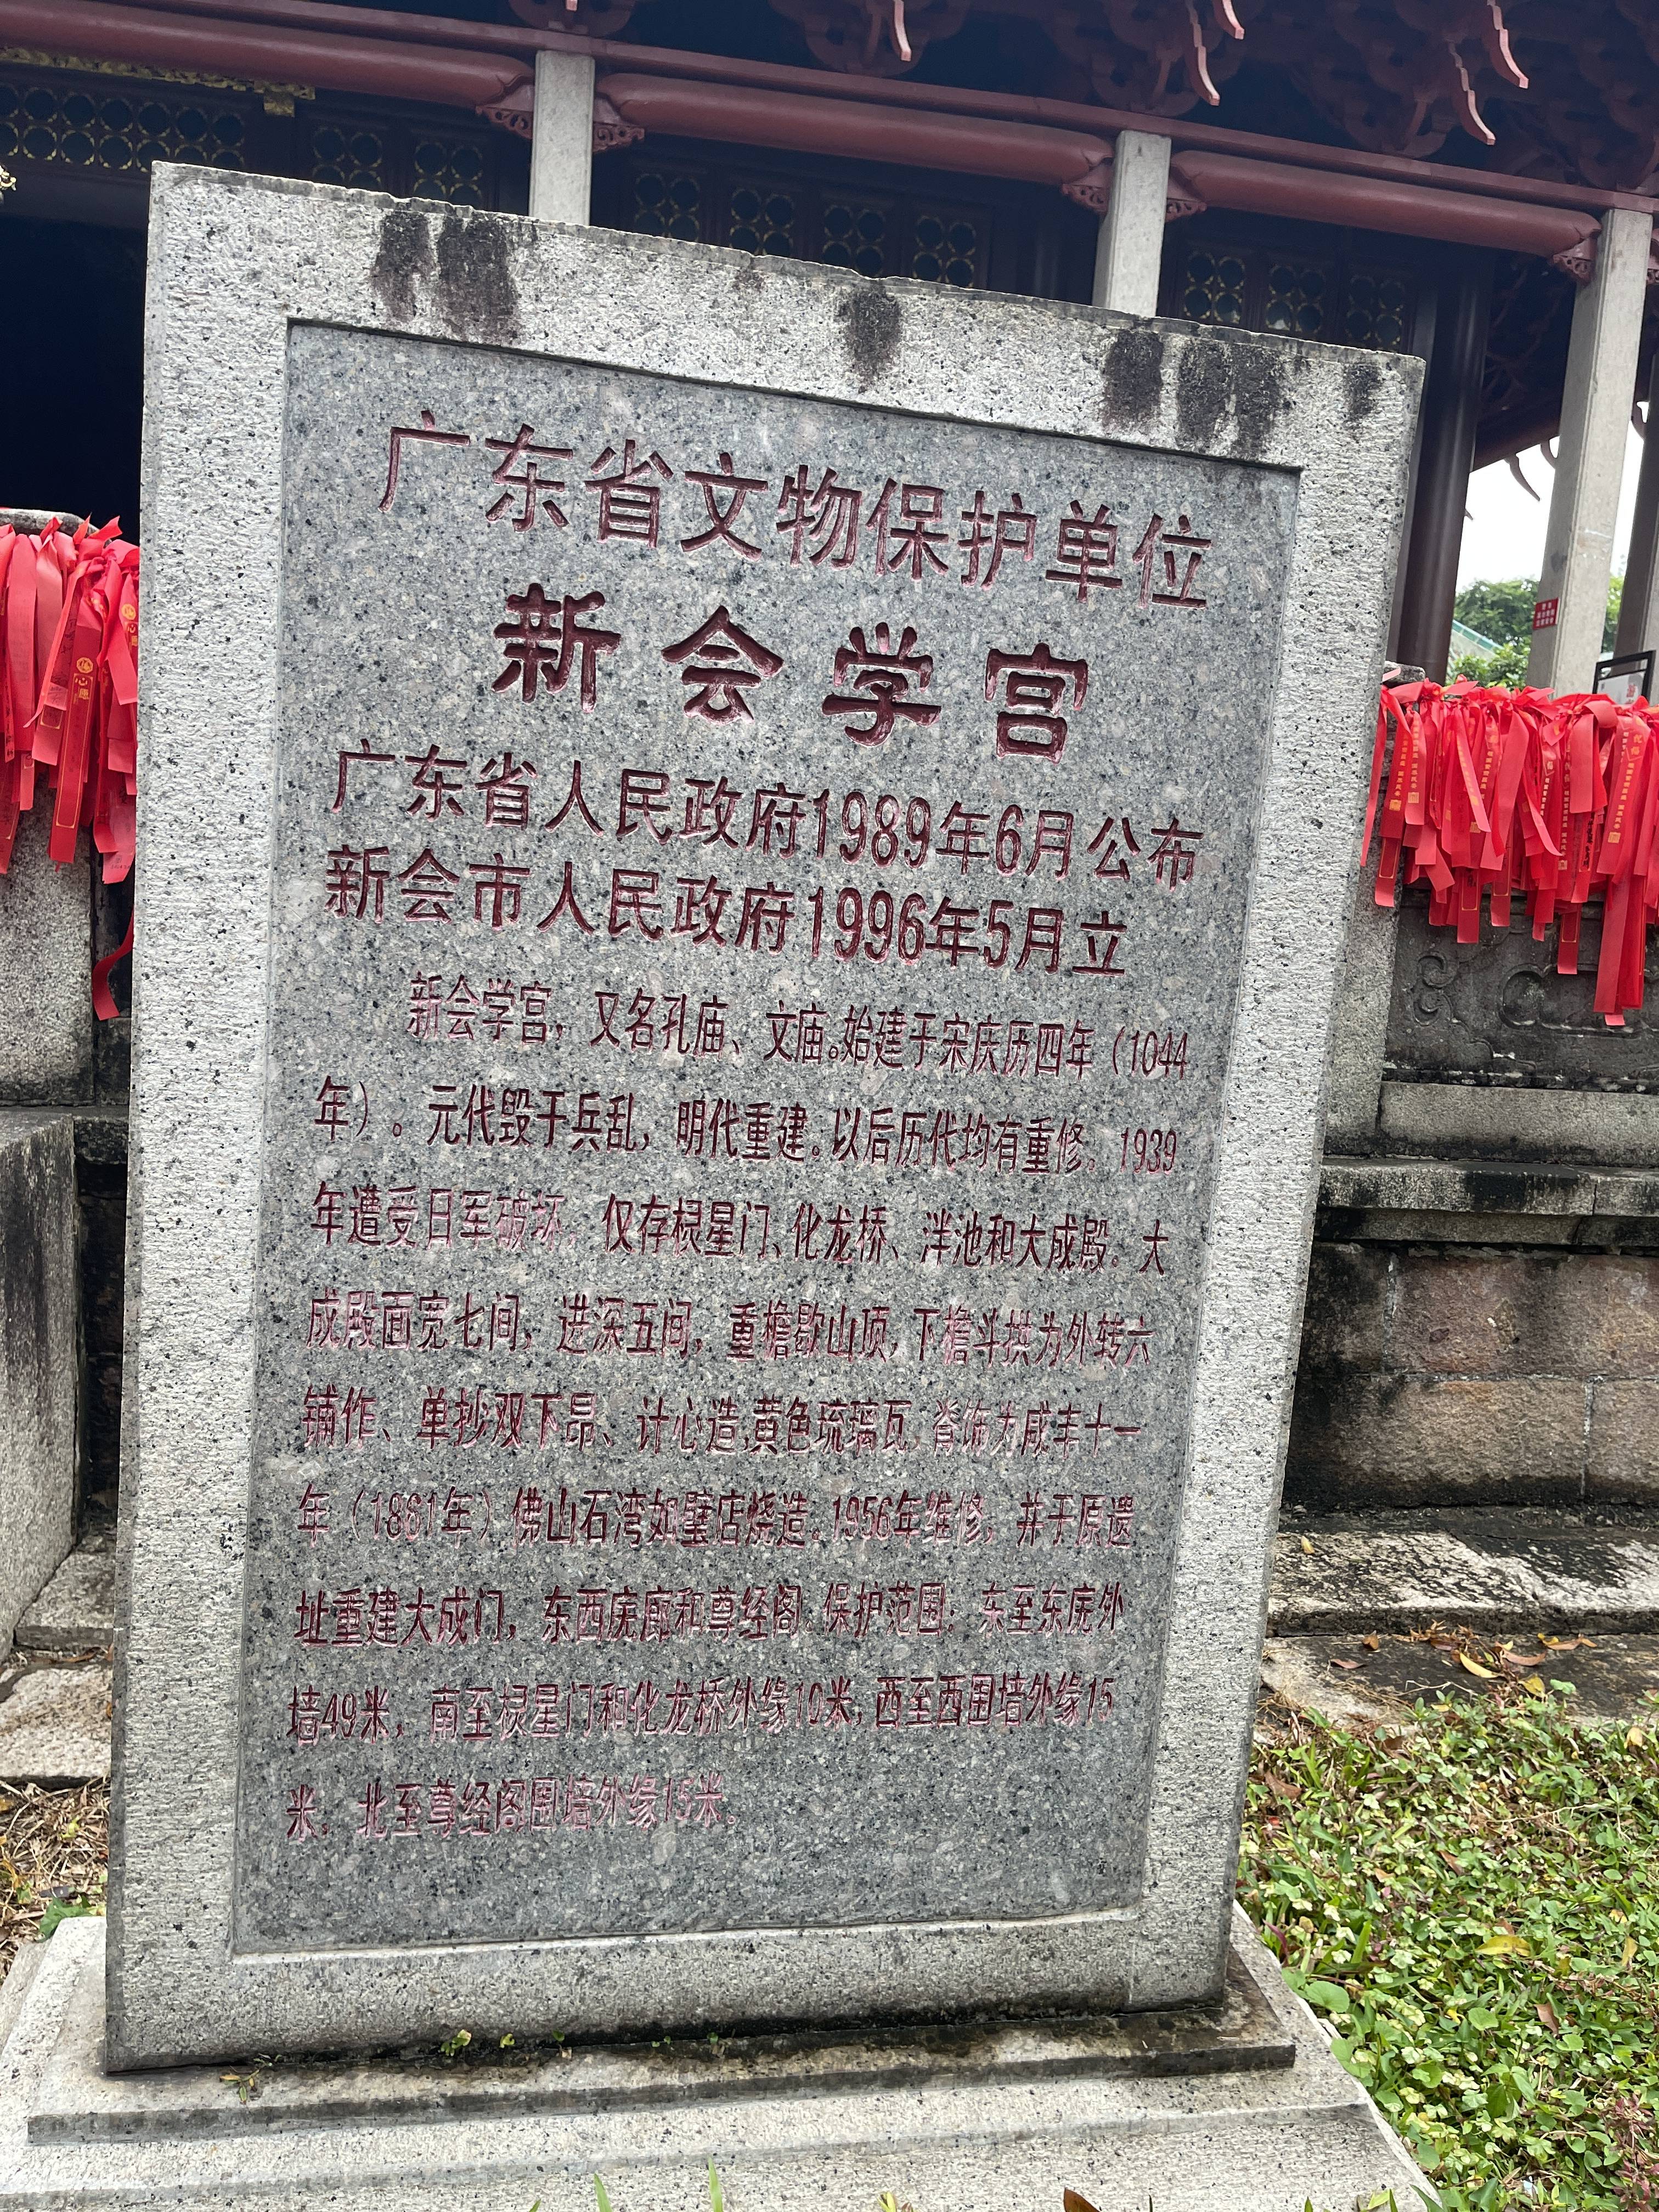 广东省文物保护单位
新会学宫
广东省人民政府1989年6月公布
新会市人民政府1996年5月立
新会学宫，又名孔庙、文庙。始建于宋庆历四年（1044
年）。元代毁于兵乱，明代重建。以后历代均有重修。1939
年遭受日军破坏，仅存棂星门、化龙桥、泮池和大成殿。大
成殿面宽七间，进深五间，重檐歇山顶，下檐斗拱为外转六
铺作、单抄双下昂、计心造，黄色琉璃瓦，脊饰为咸丰十一
年（1861年）佛山石湾如璧店烧造。1956年维修，并于原遗
址重建大成门，东西庑廊和尊经阁。保护范围：东至东庑外
墙49米，南至棂星门和化龙桥外缘10米，西至西围墙外缘15
米，北至尊经阁围墙外缘15米。